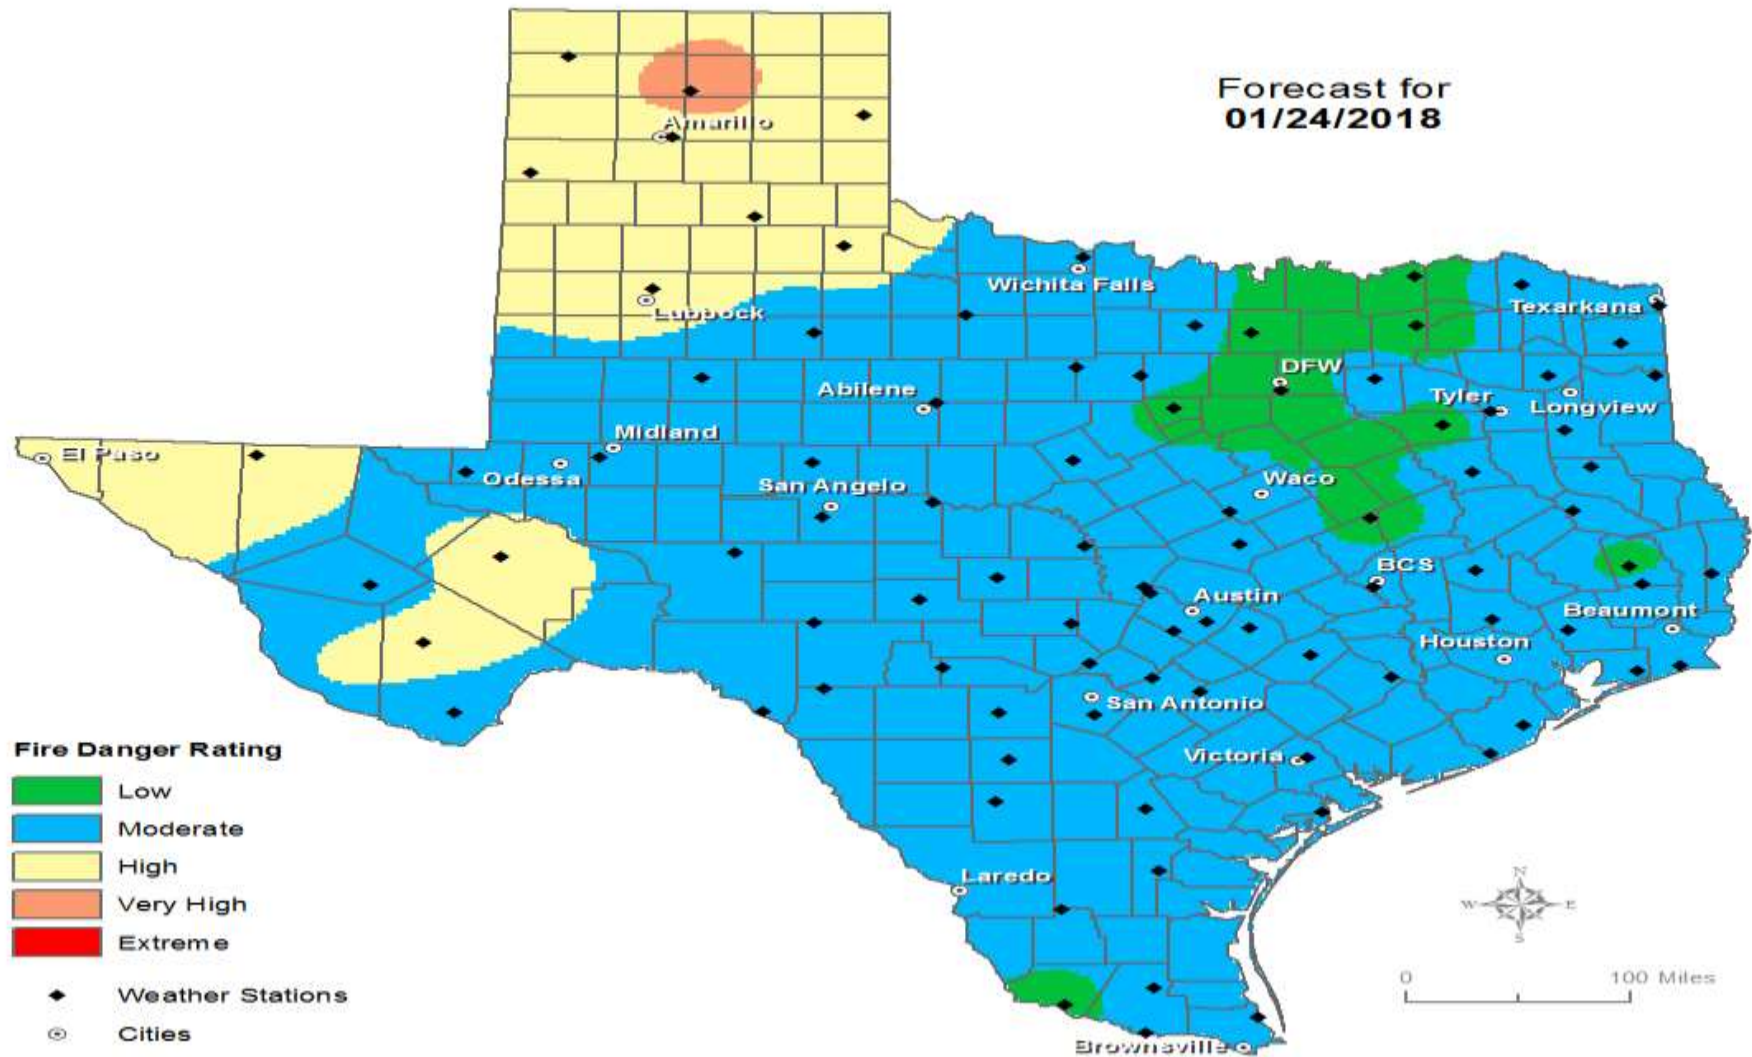 Forecast for
01/24/2018
Amarillo
Lubbock
Wichita Falls
Texarkana
DFW
Abilene
Tyler
Longview
Midland
El Paso
Odessa
San Angelo
Waco
BCS
Austin
Beaumont
Houston
San Antonio
Victoria
Laredo
Brownsville
Fire Danger Rating
Low
Moderate
High
Very High
Extreme
Weather Stations
Cities
N
W E
S
0 100 Miles